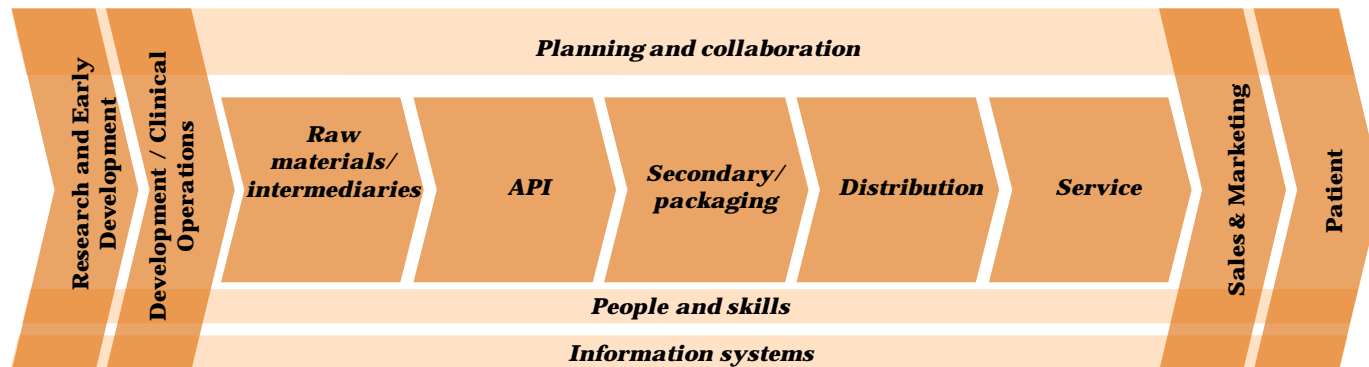 Planning and collaboration
Research and Early
Development
Development / Clinical
Operations
Raw
materials/
intermediaries
API
Secondary/
packaging
Distribution
Service
Sales & Marketing
Patient
People and skills
Information systems